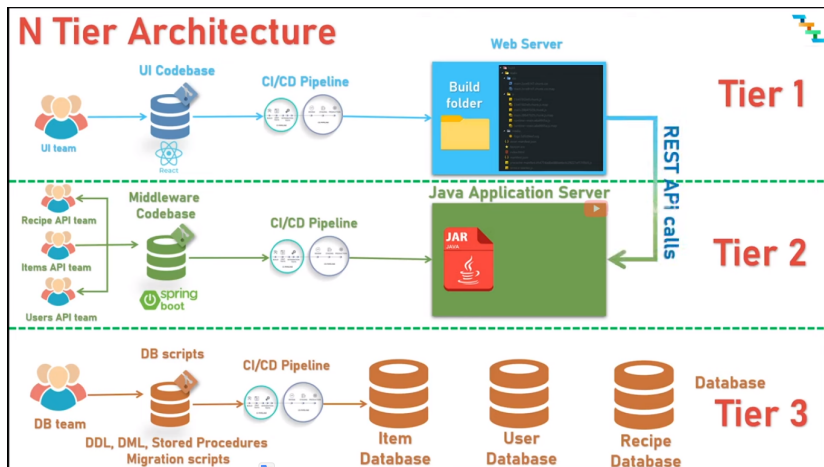 N Tier Architecture
Web Server
UI Codebase
CI/CD Pipeline
Build
folder
Tier 1
UI team
React
REST APi calls
Java Application Server
Middleware
Codebase
CI/CD Pipeline
Recipe API team
JAR
JAVA
Items API team
Tier 2
spring
boot
Users API team
DB scripts
CI/CD Pipeline
Database
Tier 3
DB team
DDL, DML, Stored Procedures
Migration scripts
Item
Database
User
Database
Recipe
Database